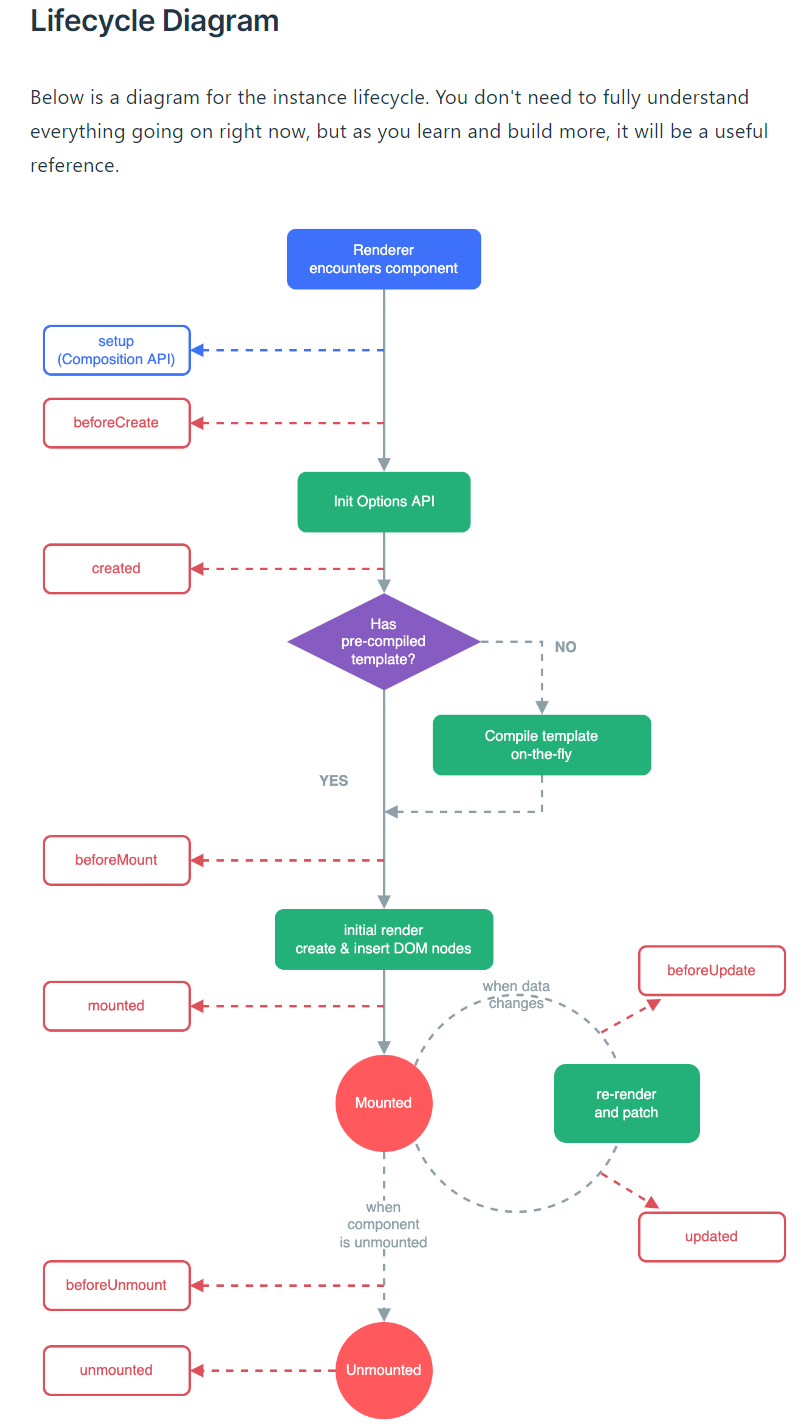 Lifecycle Diagram
Below is a diagram for the instance lifecycle. You don't need to fully understand
everything going on right now, but as you learn and build more, it will be a useful
reference.
Renderer
encounters component
setup
(Composition API)
beforeCreate
Init Options API
created
Has
pre-compiled
template?
NO
Compile template
on-the-fly
YES
beforeMount
initial render
create & insert DOM nodes
beforeUpdate
when data
changes
mounted
Mounted
re-render
and patch
when
component
is unmounted
updated
beforeUnmount
unmounted
Unmounted